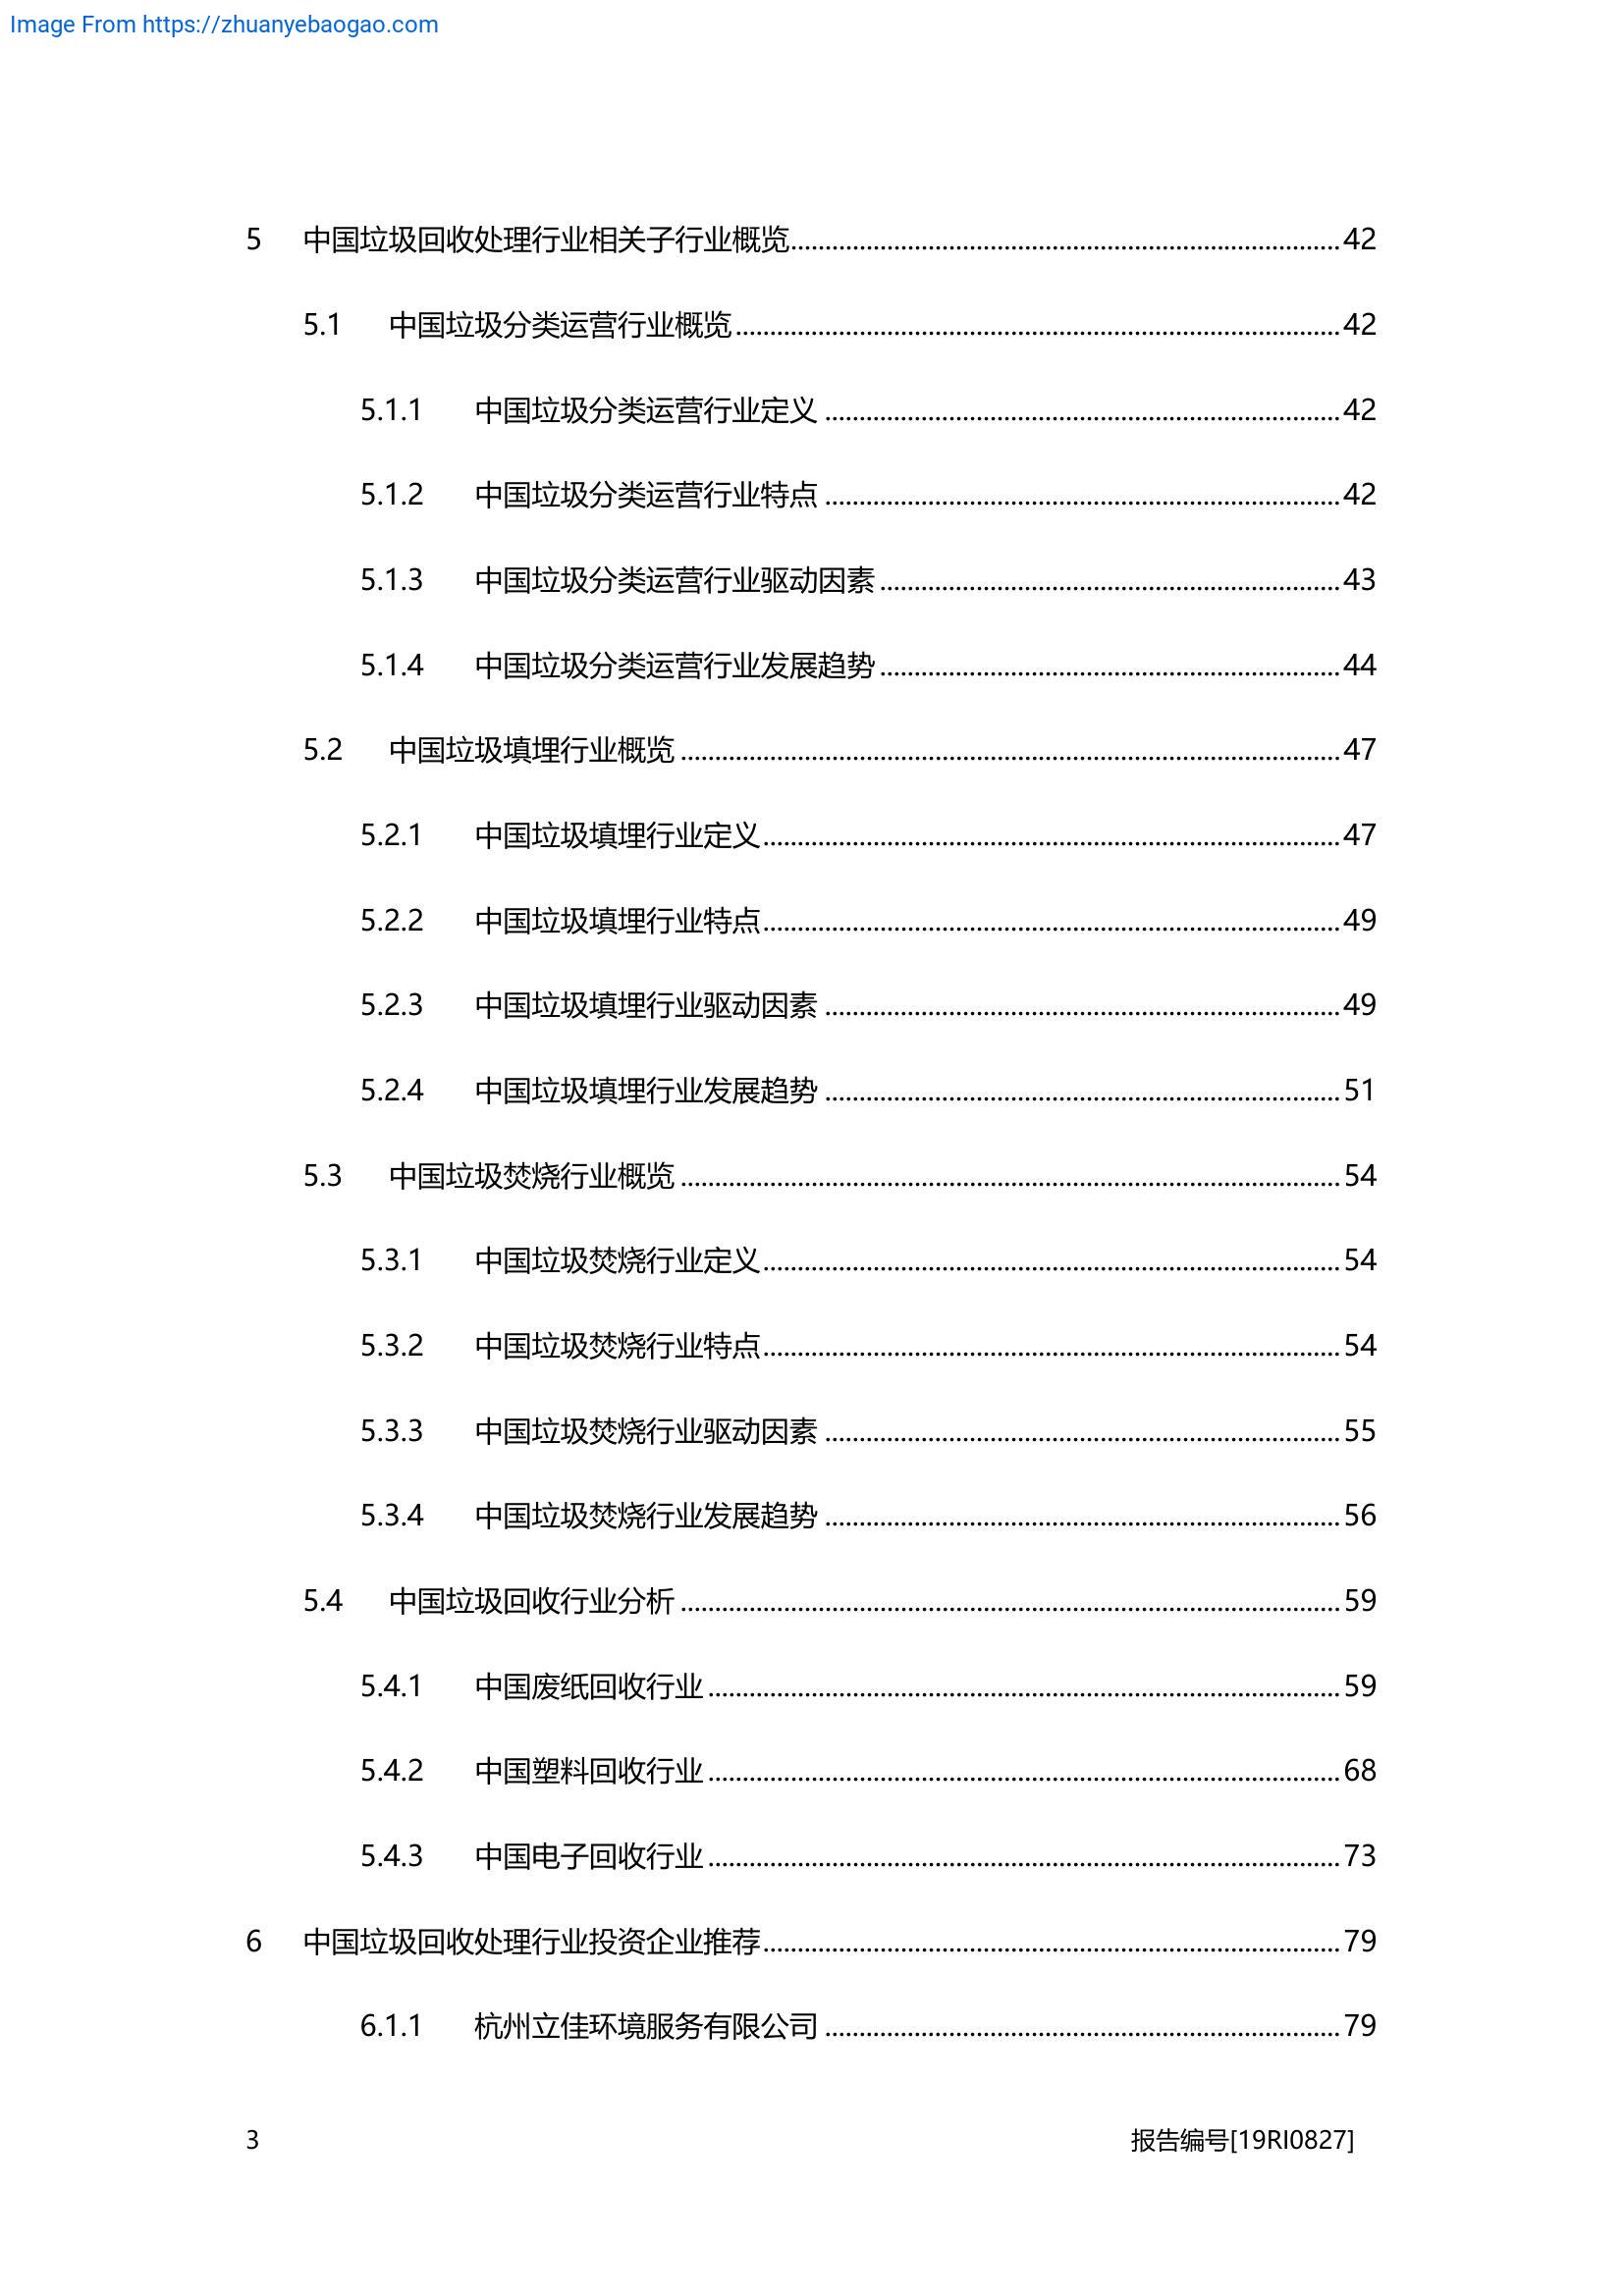 Image From https://zhuanyebaogao.com
5 中国垃圾回收处理行业相关子行业概览 42
5.1 中国垃圾分类运营行业概览 42
5.1.1 中国垃圾分类运营行业定义 42
5.1.2 中国垃圾分类运营行业特点 42
5.1.3 中国垃圾分类运营行业驱动因素 43
5.1.4 中国垃圾分类运营行业发展趋势 44
5.2 中国垃圾填埋行业概览 47
5.2.1 中国垃圾填埋行业定义 47
5.2.2 中国垃圾填埋行业特点 49
5.2.3 中国垃圾填埋行业驱动因素 49
5.2.4 中国垃圾填埋行业发展趋势 51
5.3 中国垃圾焚烧行业概览 54
5.3.1 中国垃圾焚烧行业定义 54
5.3.2 中国垃圾焚烧行业特点 54
5.3.3 中国垃圾焚烧行业驱动因素 55
5.3.4 中国垃圾焚烧行业发展趋势 56
5.4 中国垃圾回收行业分析 59
5.4.1 中国废纸回收行业 59
5.4.2 中国塑料回收行业 68
5.4.3 中国电子回收行业 73
6 中国垃圾回收处理行业投资企业推荐 79
6.1.1 杭州立佳环境服务有限公司 79
3 报告编号[19RI0827]